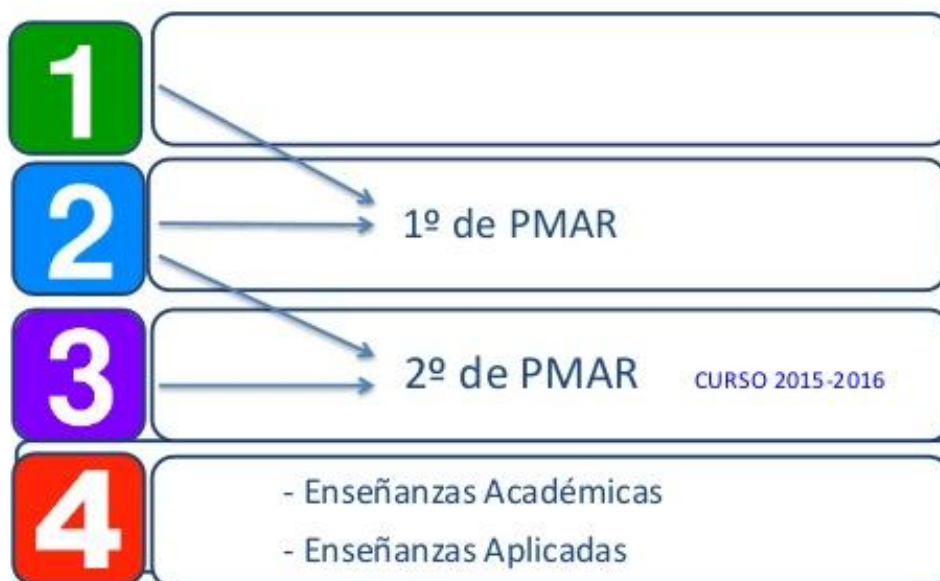 1
2
1º de PMAR
3
2º de PMAR CURSO 2015-2016
4
- Enseñanzas Académicas
- Enseñanzas Aplicadas